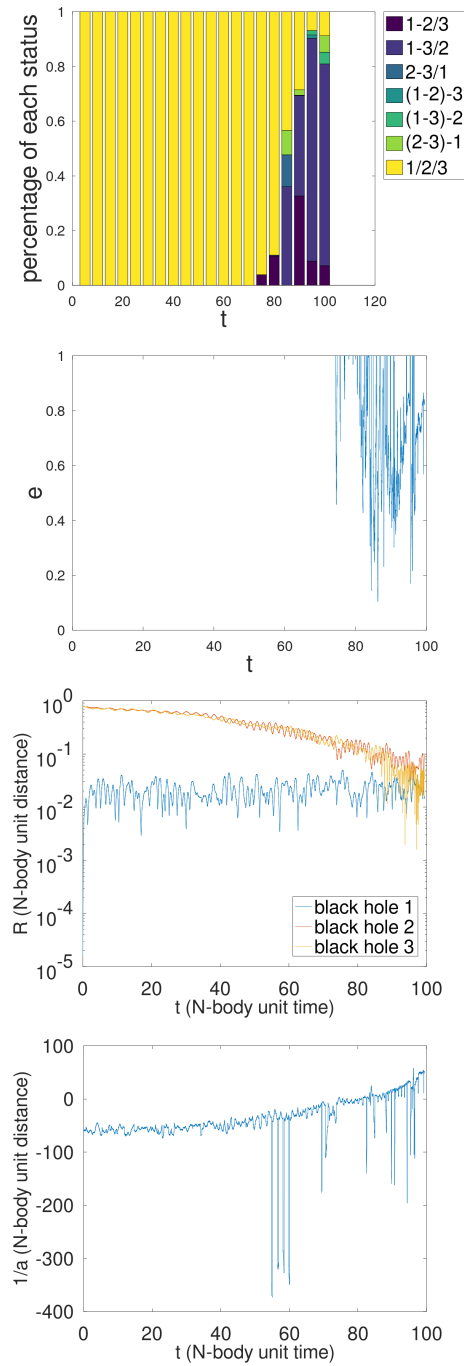 percentage of each status
1
0.8
0.6
0.4
0.2
0
0 20 40 60 80 100 120
t
1-2/3
1-3/2
2-3/1
(1-2)-3
(1-3)-2
(2-3)-1
1/2/3
e
1
0.8
0.6
0.4
0.2
0
0 20 40 60 80 100
t
R (N-body unit distance)
10^0
10^-1
10^-2
10^-3
10^-4
10^-5
black hole 1
black hole 2
black hole 3
0 20 40 60 80 100
t (N-body unit time)
1/a (N-body unit distance)
100
0
-100
-200
-300
-400
0 20 40 60 80 100
t (N-body unit time)